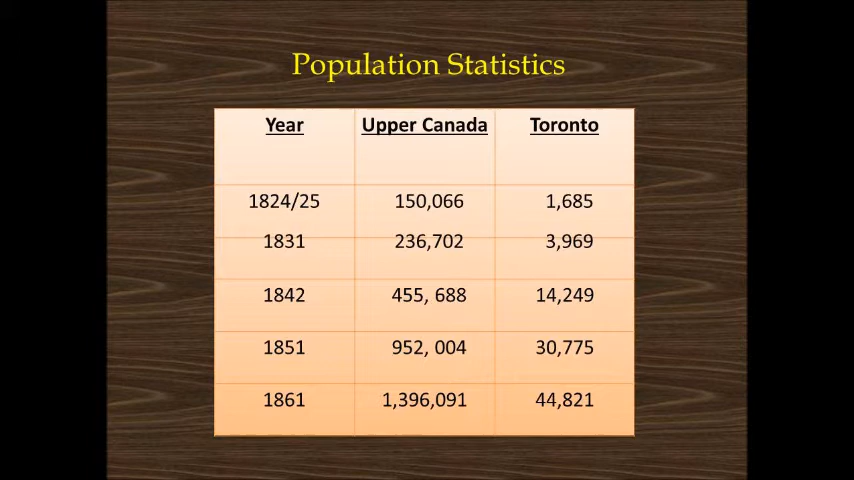 Population Statistics
Year Upper Canada Toronto
1824/25 150,066 1,685
1831 236,702 3,969
1842 455, 688 14,249
1851 952, 004 30,775
1861 1,396,091 44,821